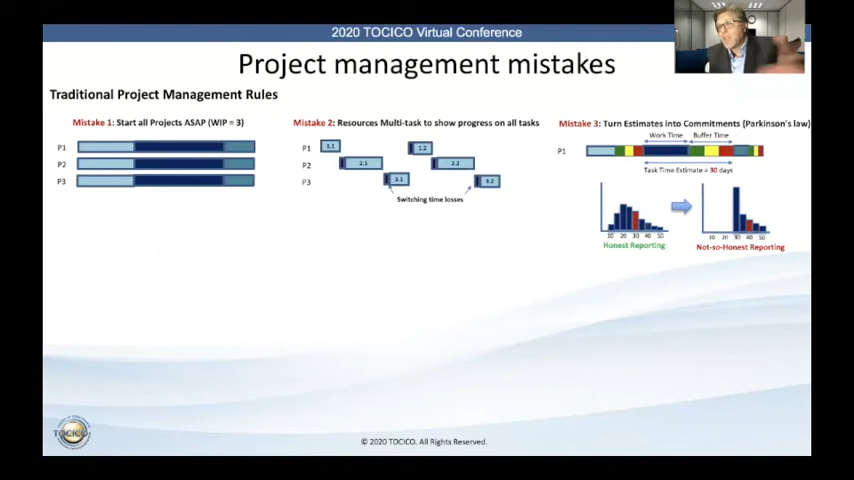 2020 TOCICO Virtual Conference
Project management mistakes
Traditional Project Management Rules
Mistake 1: Start all Projects ASAP (WIP = 3)
P1
P2
P3
Mistake 2: Resources Multi-task to show progress on all tasks
P1 1.1 1.2
P2 2.1 2.2
P3 3.1 3.2
Switching time losses
Mistake 3: Turn Estimates into Commitments (Parkinson's law)
Work Time Buffer Time
P1
Task Time Estimate = 30 days
10 20 30 40 50
Honest Reporting
10 20 30 40 50
Not-so-Honest Reporting
TOCICO
© 2020 TOCICO. All Rights Reserved.